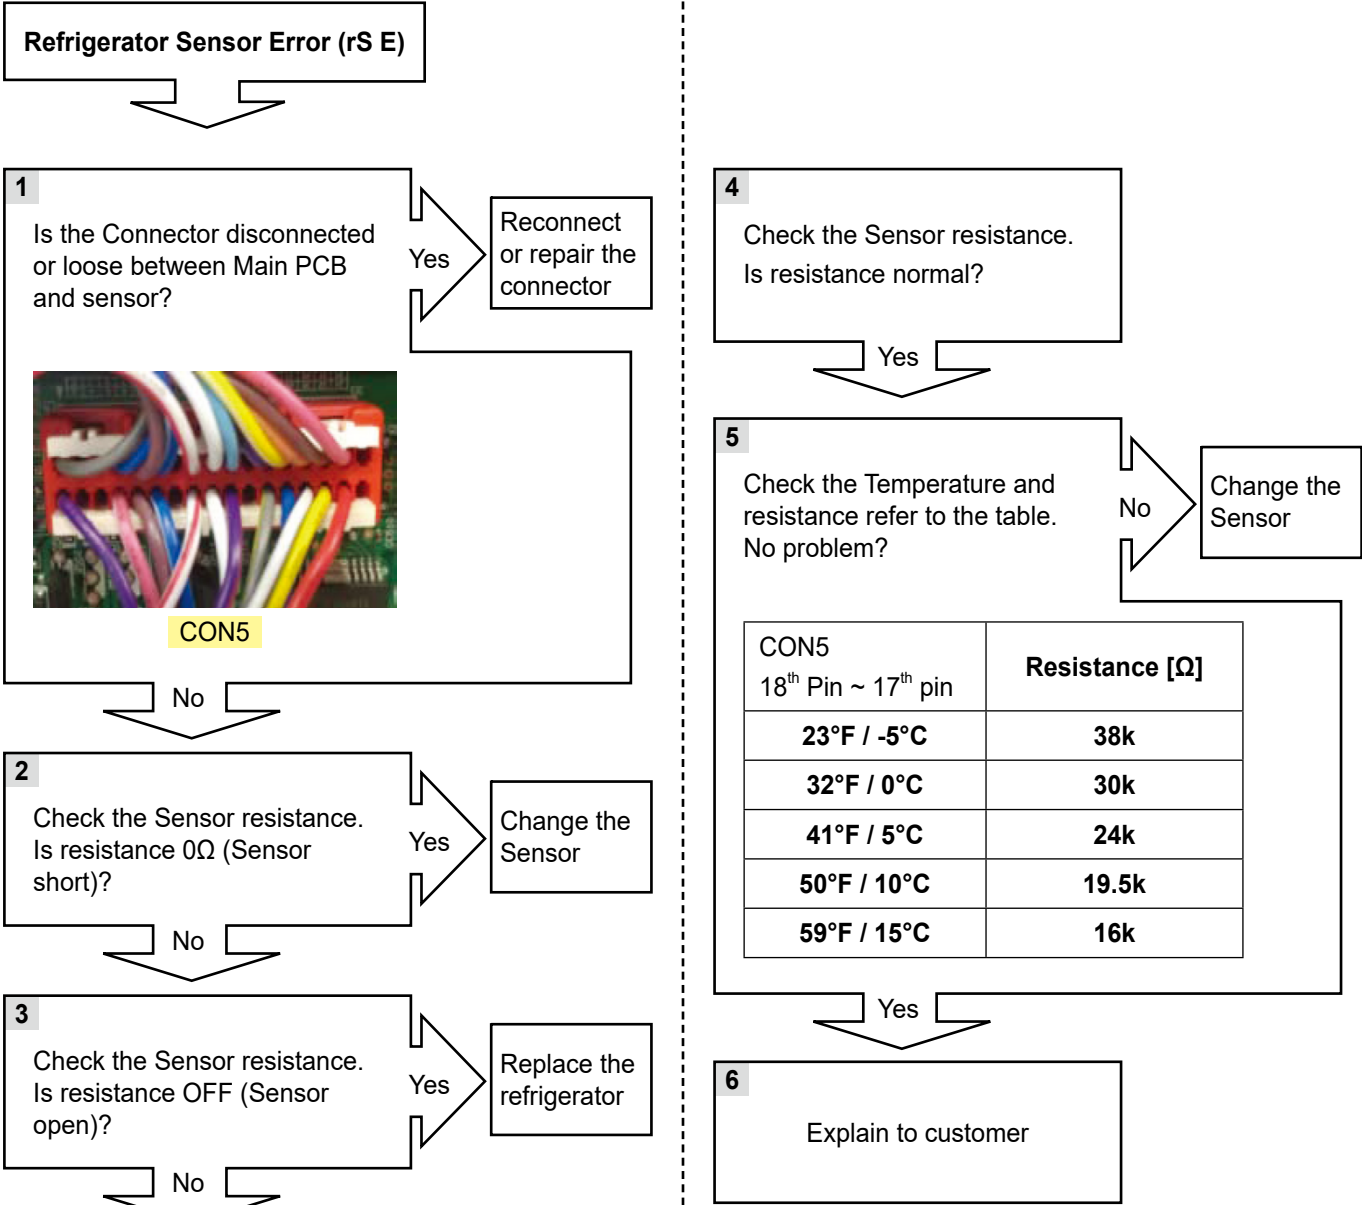 Refrigerator Sensor Error (rS E)
1
Is the Connector disconnected
or loose between Main PCB
and sensor?
Yes
Reconnect
or repair the
connector
CON5
No
2
Check the Sensor resistance.
Is resistance 0Ω (Sensor
short)?
Yes
Change the
Sensor
No
3
Check the Sensor resistance.
Is resistance OFF (Sensor
open)?
Yes
Replace the
refrigerator
No
4
Check the Sensor resistance.
Is resistance normal?
Yes
5
Check the Temperature and
resistance refer to the table.
No problem?
No
Change the
Sensor
CON5
18th Pin ~ 17th pin
Resistance [Ω]
23°F / -5°C
38k
32°F / 0°C
30k
41°F / 5°C
24k
50°F / 10°C
19.5k
59°F / 15°C
16k
Yes
6
Explain to customer